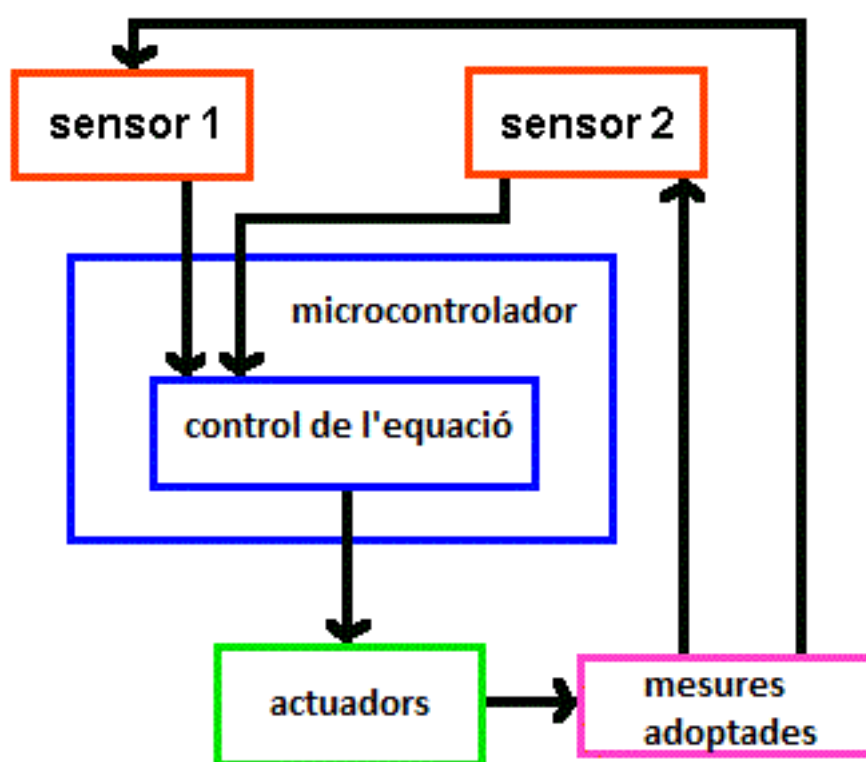 sensor 1
sensor 2
microcontrolador
control de l'equació
actuadors
mesures
adoptades